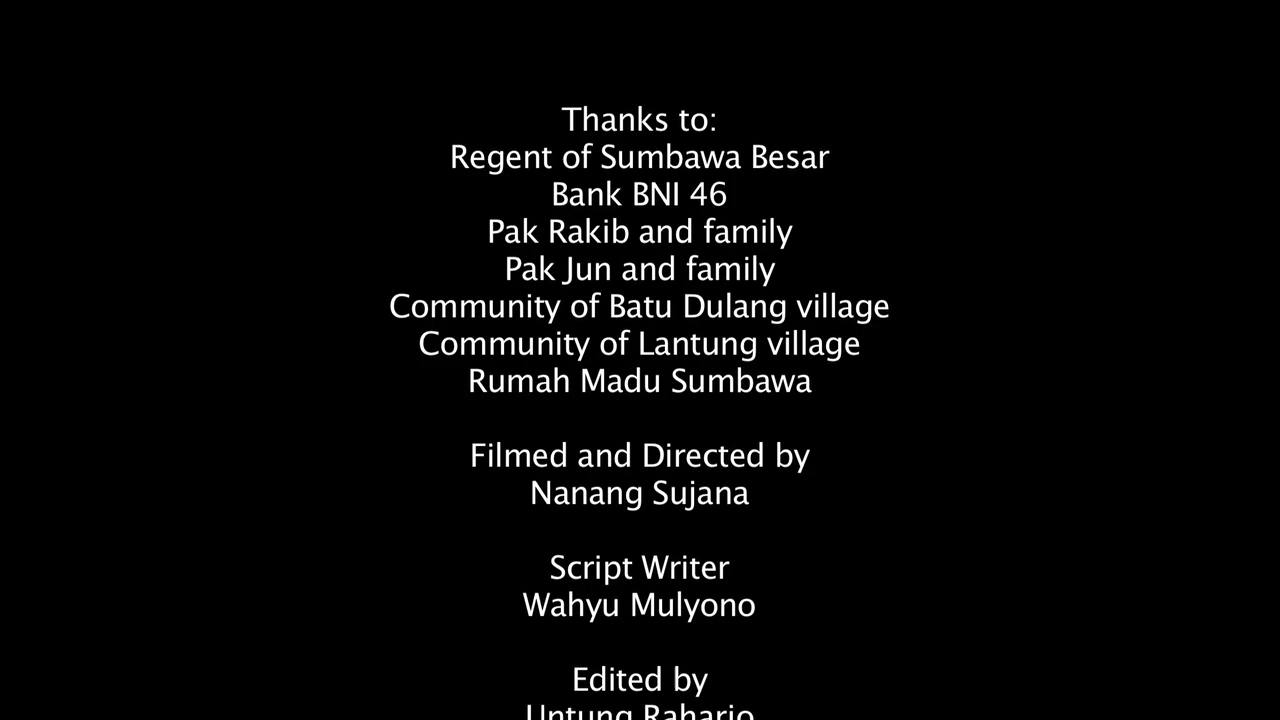 Thanks to:
Regent of Sumbawa Besar
Bank BNI 46
Pak Rakib and family
Pak Jun and family
Community of Batu Dulang village
Community of Lantung village
Rumah Madu Sumbawa
Filmed and Directed by
Nanang Sujana
Script Writer
Wahyu Mulyono
Edited by
Untung Raharjo